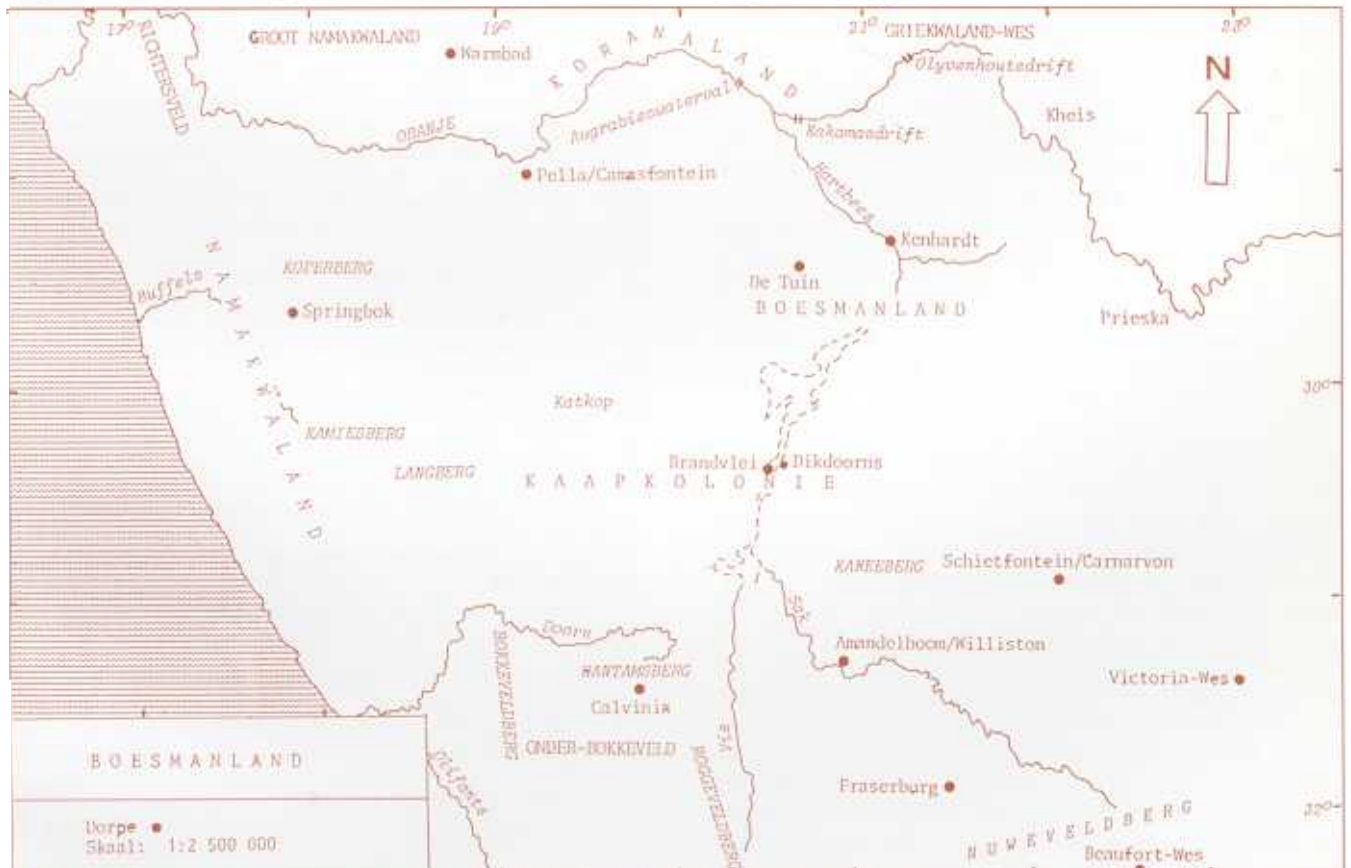 17° 19° 21° 23°
RICHTERSVELD
GROOT NAMAKWALAND
GRIEKWALAND-WES
Warmbad
KORANALAND
Olyvenhoutsdrift
N
Augrabieswaterval
Kheis
ORANJE
Kakamasdrift
Pella/Camasfontein
Hartbees
Kenhardt
NAMAKWALAND
KOPERBERG
De Tuin
Buffels
Springbok
BOESMANLAND
Prieska
30°
Katkop
KAMIESBERG
LANGBERG
Brandvlei
Dikdoorns
KAAPKOLONIE
KAREEBERG
Schietfontein/Carnarvon
Sak
Doorn
Amandelboom/Williston
BOKKEVELDBERG
HANTAMSBERG
Victoria-Wes
Calvinia
Vis
ONDER-BOKKEVELD
ROGGEVELDBERG
BOESMANLAND
Olifants
Fraserburg
32°
NUWEVELDBERG
Dorpe
Skaal: 1:2 500 000
Beaufort-Wes